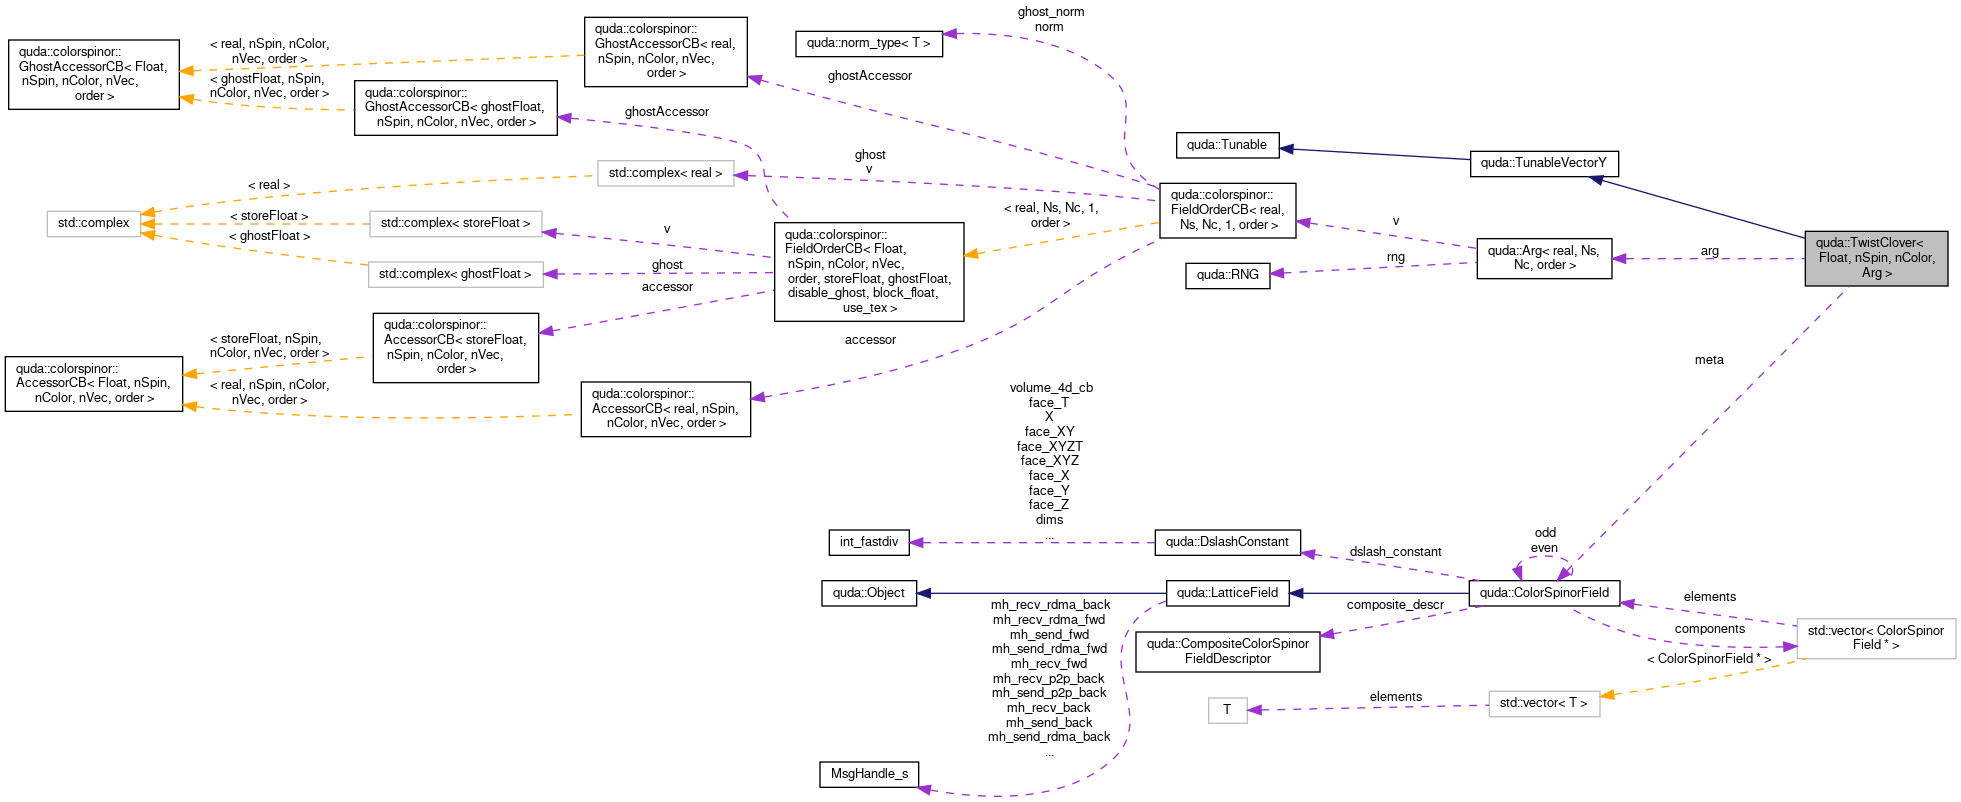 quda::colorspinor::
GhostAccessorCB< Float,
nSpin, nColor, nVec,
order >
< real, nSpin, nColor,
nVec, order >
< ghostFloat, nSpin,
nColor, nVec, order >
quda::colorspinor::
GhostAccessorCB< real,
nSpin, nColor, nVec,
order >
quda::colorspinor::
GhostAccessorCB< ghostFloat,
nSpin, nColor, nVec, order >
quda::norm_type< T >
ghost_norm
norm
ghostAccessor
ghostAccessor
std::complex< real >
ghost
v
< real >
std::complex
< storeFloat >
< ghostFloat >
std::complex< storeFloat >
std::complex< ghostFloat >
v
ghost
accessor
quda::colorspinor::
FieldOrderCB< Float,
nSpin, nColor, nVec,
order, storeFloat, ghostFloat,
disable_ghost, block_float,
use_tex >
< real, Ns, Nc, 1,
order >
quda::colorspinor::
FieldOrderCB< real,
Ns, Nc, 1, order >
quda::Tunable
quda::TunableVectorY
quda::TwistClover<
Float, nSpin, nColor,
Arg >
arg
quda::Arg< real, Ns,
Nc, order >
v
rng
quda::RNG
quda::colorspinor::
AccessorCB< storeFloat,
nSpin, nColor, nVec,
order >
< storeFloat, nSpin,
nColor, nVec, order >
quda::colorspinor::
AccessorCB< Float, nSpin,
nColor, nVec, order >
< real, nSpin, nColor,
nVec, order >
quda::colorspinor::
AccessorCB< real, nSpin,
nColor, nVec, order >
accessor
meta
volume_4d_cb
face_T
X
face_XY
face_XYZT
face_XYZ
face_X
face_Y
face_Z
dims
...
int_fastdiv
quda::DslashConstant
dslash_constant
odd
even
quda::Object
quda::LatticeField
quda::ColorSpinorField
composite_descr
quda::CompositeColorSpinor
FieldDescriptor
elements
components
std::vector< ColorSpinor
Field * >
< ColorSpinorField * >
std::vector< T >
elements
T
mh_recv_rdma_back
mh_recv_rdma_fwd
mh_send_fwd
mh_send_rdma_fwd
mh_recv_fwd
mh_recv_p2p_back
mh_send_p2p_back
mh_recv_back
mh_send_back
mh_send_rdma_back
...
MsgHandle_s